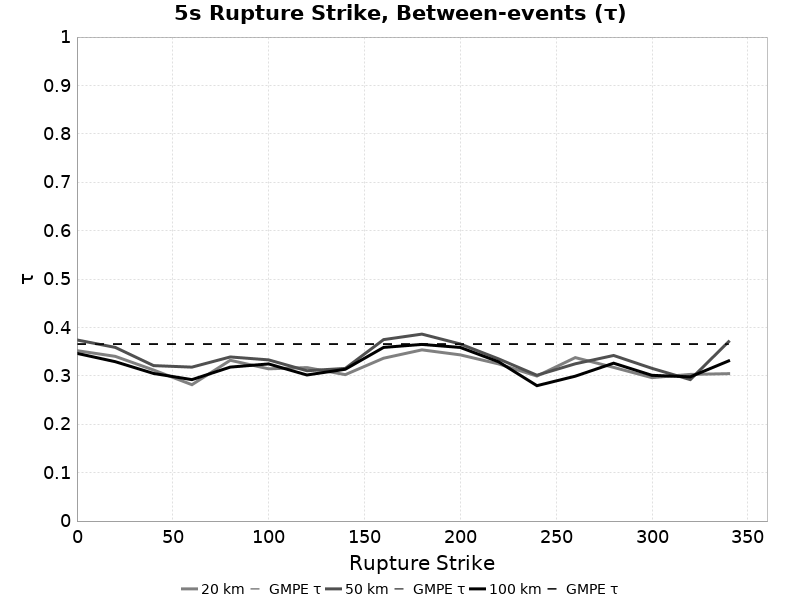 5s Rupture Strike, Between-events (τ)
1
0.9
0.8
0.7
0.6
0.5
0.4
0.3
0.2
0.1
0
τ
0 50 100 150 200 250 300 350
Rupture Strike
20 km GMPE τ 50 km GMPE τ 100 km GMPE τ